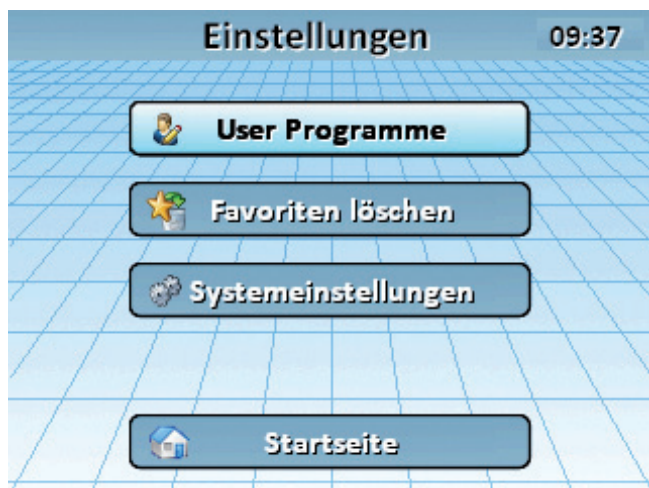 Einstellungen 09:37
User Programme
Favoriten löschen
Systemeinstellungen
Startseite